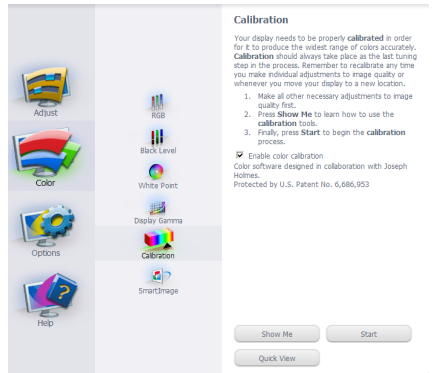 Adjust
Color
Options
Help
RGB
Black Level
White Point
Display Gamma
Calibration
SmartImage
Calibration
Your display needs to be properly calibrated in order
for it to produce the widest range of colors accurately.
Calibration should always take place as the last tuning
step in the process. Remember to recalibrate any time
you make individual adjustments to image quality or
whenever you move your display to a new location.
1. Make all other necessary adjustments to image
quality first.
2. Press Show Me to learn how to use the
calibration tools.
3. Finally, press Start to begin the calibration
process.
Enable color calibration
Color software designed in collaboration with Joseph
Holmes.
Protected by U.S. Patent No. 6,686,953
Show Me
Start
Quick View